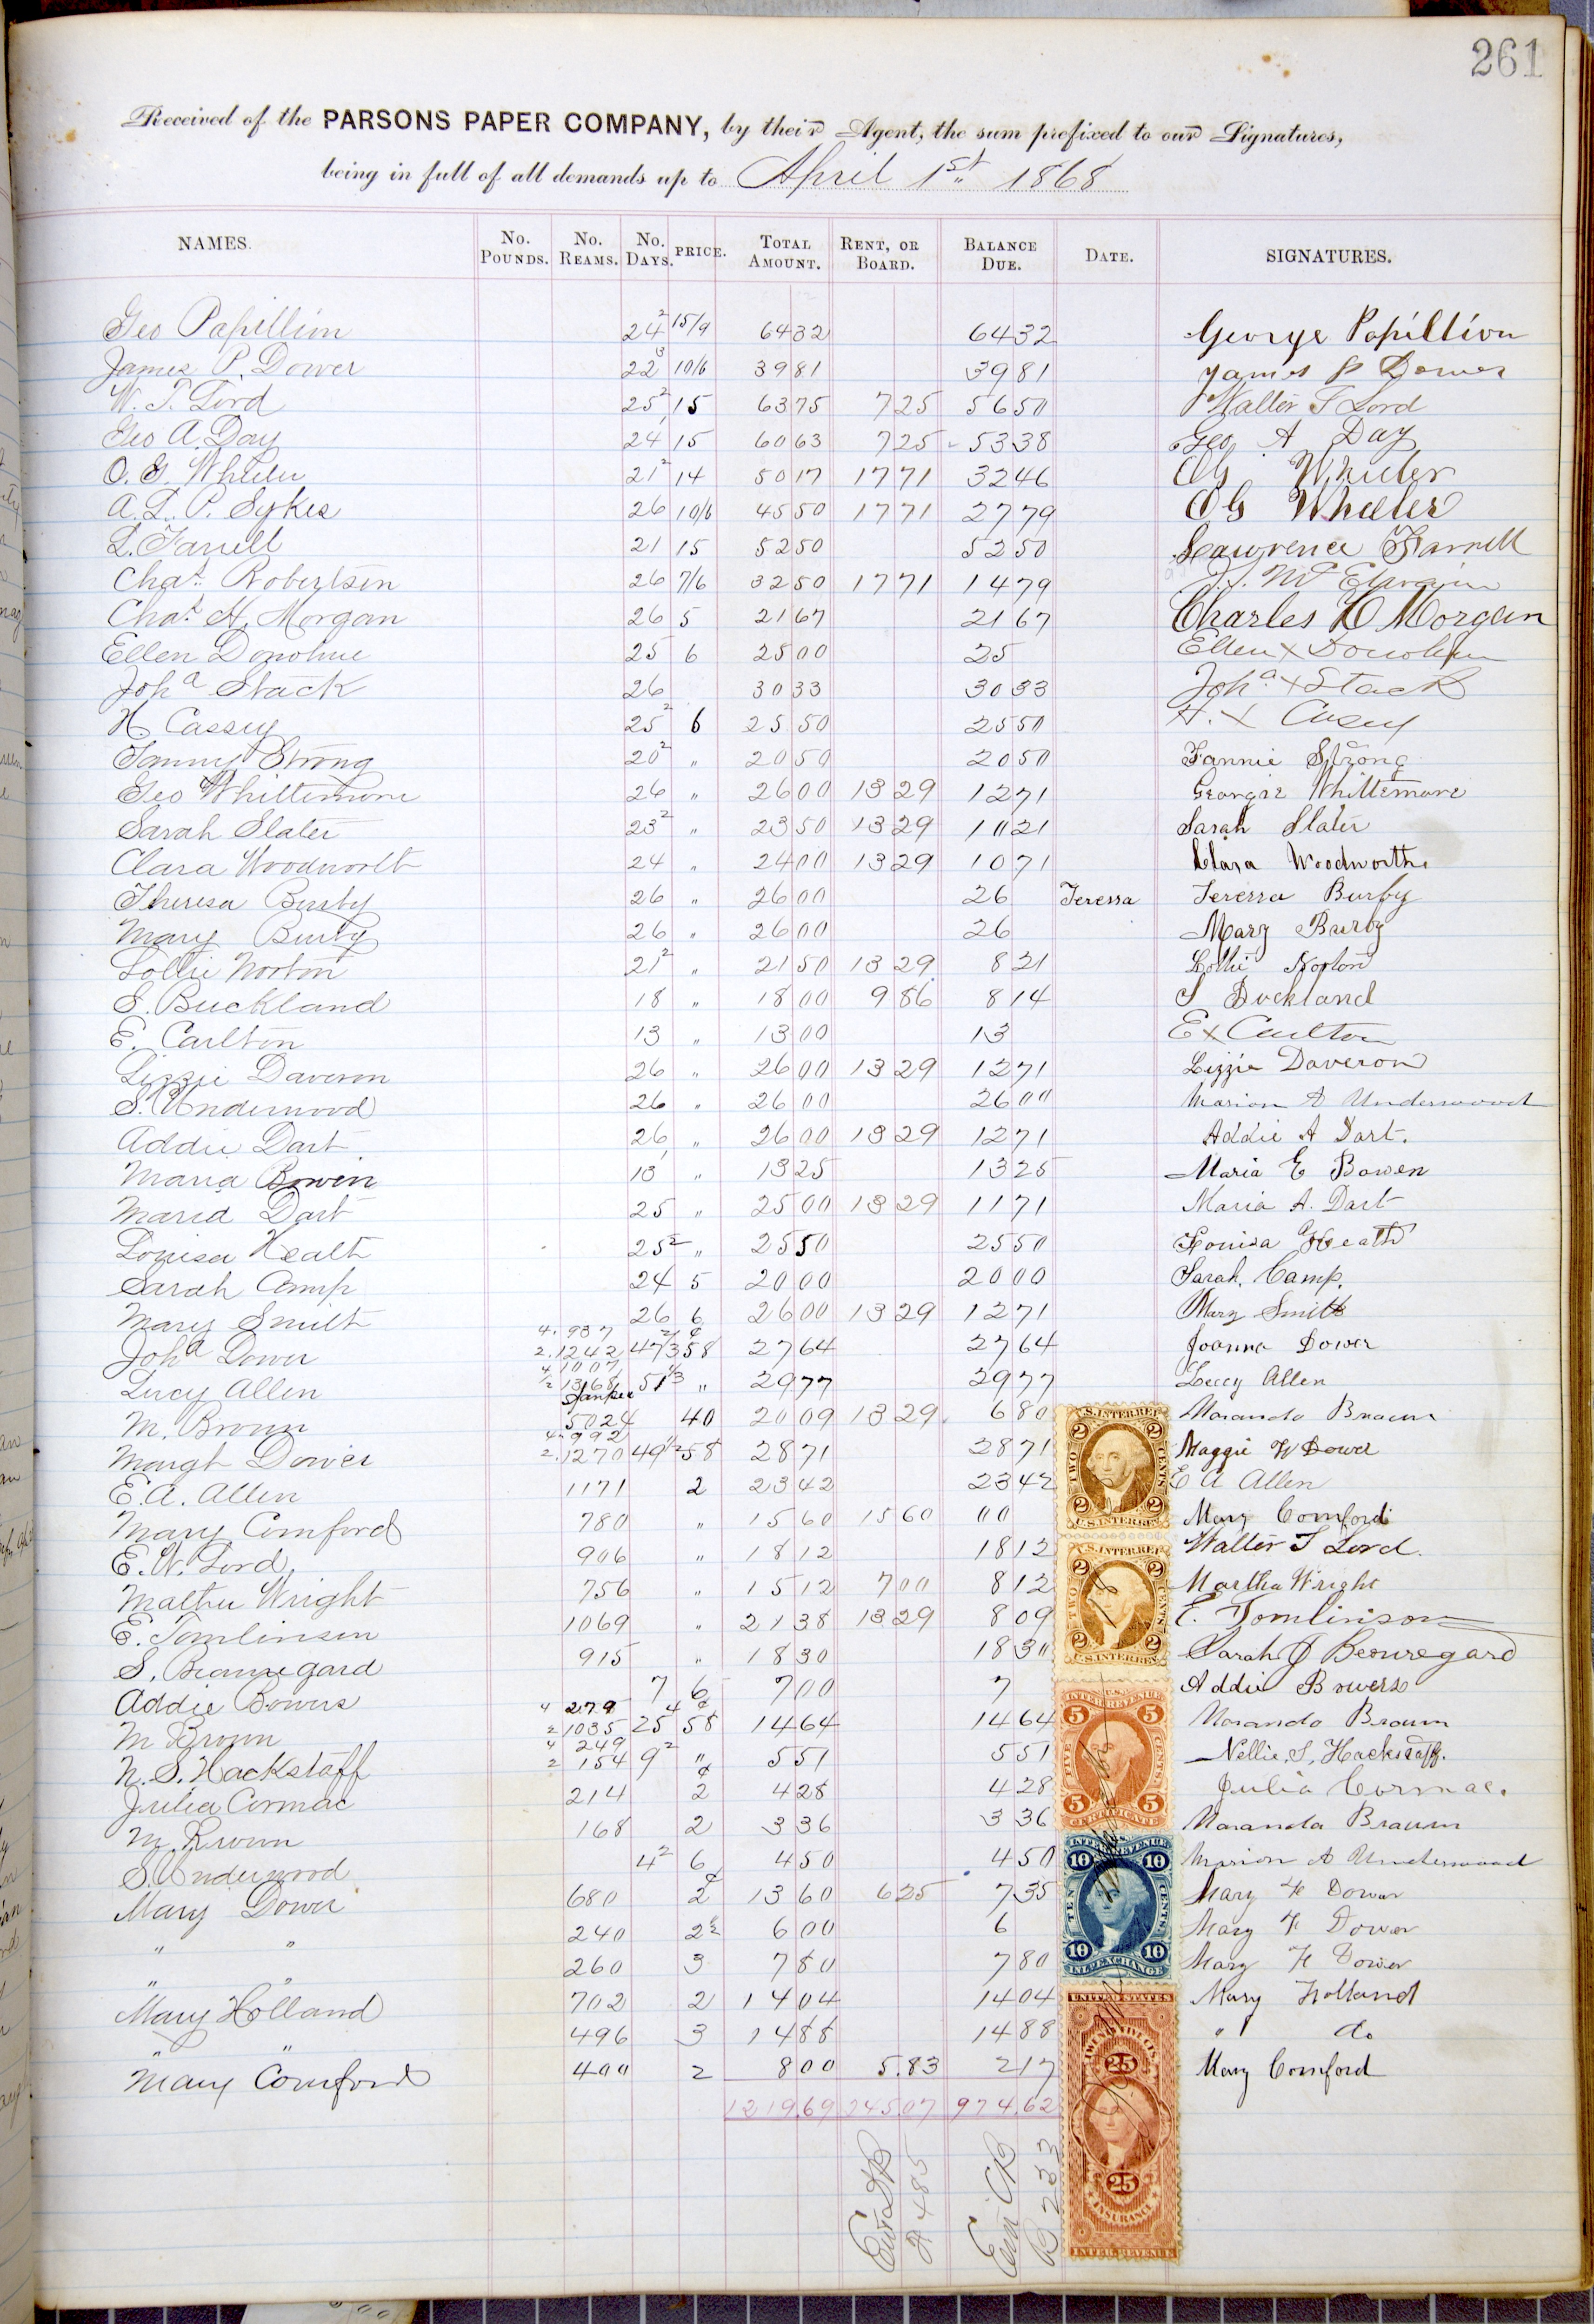 261
Received of the PARSONS PAPER COMPANY, by their Agent, the sum prefixed to our Signatures,
being in full of all demands up to April 1st 1868
NAMES. No. POUNDS. No. REAMS. No. DAYS. PRICE. TOTAL AMOUNT. RENT, OR BOARD. BALANCE DUE. DATE. SIGNATURES.
Geo Papillion 24 2 15/9 64 32 64 32 George Papillion
James P. Dower 22 3 10/6 39 81 39 81 James P Dower
W. T. Lord 25 2 15 63 75 7 25 56 50 Walter T Lord
Geo A. Day 24 1 15 60 63 7 25 53 38 Geo A Day
O. G. Wheeler 21 2 14 50 17 17 71 32 46 O G Wheeler
A. L. P. Sykes 26 10/6 45 50 17 71 27 79 O G Wheeler
L. Farrell 21 15 52 50 52 50 Lawrence Farrell
Chas. Robertson 26 7/6 32 50 17 71 14 79
Chas. H. Morgan 26 5 21 67 21 67 Charles H Morgan
Ellen Donohue 25 6 25 00 25 Ellen x Donohue
Joha Stack 26 30 33 30 33 Joha x Stack
H Cassey 25 2 6 25 50 25 50 H. x Casey
Fanny Strong 20 2 " 20 50 20 50 Fannie Strong
Geo Whittemore 26 " 26 00 13 29 12 71 Georgie Whittemore
Sarah Slater 23 2 " 23 50 13 29 10 21 Sarah Slater
Clara Woodworth 24 " 24 00 13 29 10 71 Clara Woodworth
Theresa Burby 26 " 26 00 26 Teressa Teressa Burby
Mary Burby 26 " 26 00 26 Mary Burby
Lottie Norton 21 2 " 21 50 13 29 8 21 Lottie Norton
S. Buckland 18 " 18 00 9 86 8 14 S Buckland
E. Carlton 13 " 13 00 13 E x Carlton
Lizzie Daveron 26 " 26 00 13 29 12 71 Lizzie Daveron
S. Underwood 26 " 26 00 26 00 Marion A Underwood
Addie Dart 26 " 26 00 13 29 12 71 Addie A Dart.
Maria Bowen 13 1 " 13 25 13 25 Maria E Bowen
Maria Dart 25 " 25 00 13 29 11 71 Maria A. Dart
Louisa Heath 25 2 " 25 50 25 50 Louisa a Heath
Sarah Camp 24 5 20 00 20 00 Sarah. Camp.
Mary Smith 26 6 26 00 13 29 12 71 Mary Smith
Joha Dower 4. 937 2. 1242 47 2/3 58 ¢ 27 64 27 64 Joanna Dower
Lucy Allen 4 1007 2 1368 51 1/3 " 29 77 29 77 Lucy Allen
M. Brown 5024 40 20 09 13 29 6 80 Maranda Brown
Margt Dower 4. 992 2. 1270 49 1/2 58 28 71 28 71 Maggie W Dower
E. A. Allen 1171 2 23 42 23 42 E A Allen
Mary Comford 780 " 15 60 15 60 00 Mary Comford
E. W. Lord 906 " 18 12 18 12 Walter T Lord.
Martha Wright 756 " 15 12 7 00 8 12 Martha Wright
E. Tomlinson 1069 " 21 38 13 29 8 09 E. Tomlinson
S. Beauregard 915 " 18 30 18 30 Sarah J Beauregard
Addie Bowers 7 6 7 00 7 Addie Bowers
M Brown 4 279 2 1035 25 4 58 ¢ 14 64 14 64 Maranda Brown
N. S. Hackstaff 4 249 2 154 9 2 " 5 51 5 51 Nellie. S. Hackstaff.
Julia Cormac 214 2 ¢ 4 28 4 28 Julia Cormac.
M. Brown 168 2 3 36 3 36 Maranda Brown
S. Underwood 4 2 6 4 50 4 50 Marion A Underwood
Mary Dower 680 2 ¢ 13 60 6 25 7 35 Mary F Dower
" " 240 2 1/2 6 00 6 Mary F Dower
" " 260 3 7 80 7 80 Mary F Dower
Mary Holland 702 2 14 04 14 04 Mary Holland
" " 496 3 14 88 14 88 " do
Mary Comford 400 2 8 00 5.83 2 17 Mary Comford
1219.69 245.07 974.62
485
B 233
U.S. INTER. REV.
2 2
TWO CENTS
2 2
U.S. INTER. REV.
U.S. INTER. REV.
2 2
TWO CENTS
2 2
U.S. INTER. REV.
U.S.
INTER. REVENUE
5 5
FIVE CENTS.
5 5
CERTIFICATE
INTER. REVENUE
10 10
TEN CENTS.
10 10
INL. EXCHANGE
UNITED STATES
TWENTY FIVE CTS.
25
25
INSURANCE
INTER. REVENUE